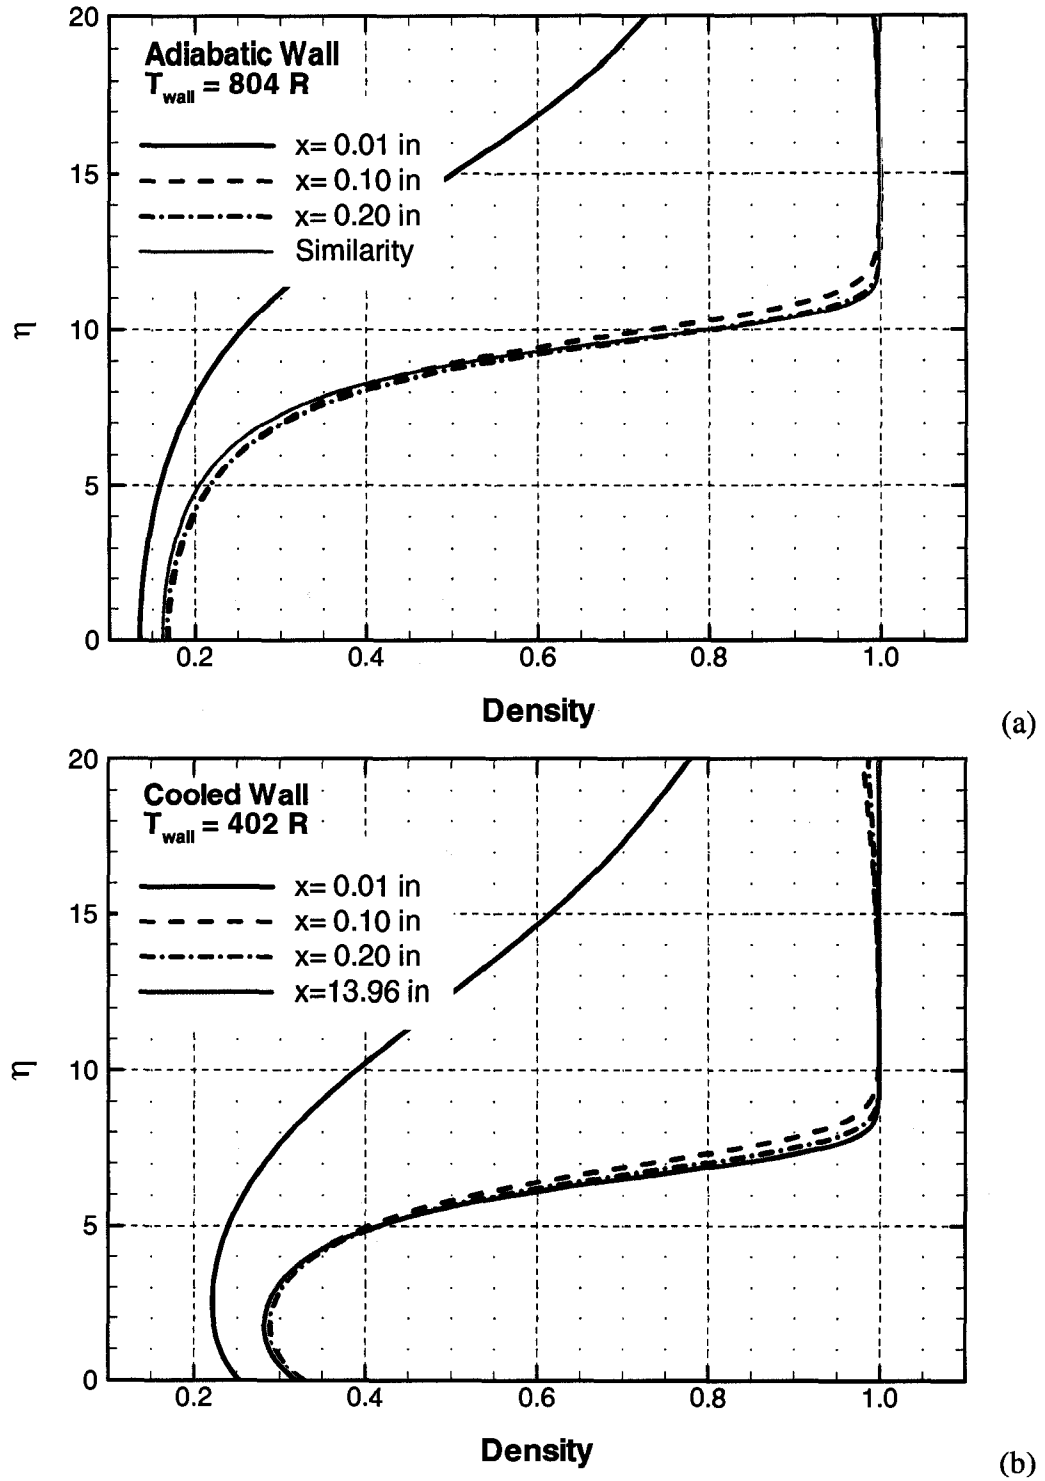 20
Adiabatic Wall
Twall = 804 R
x= 0.01 in
15
x= 0.10 in
x= 0.20 in
Similarity
η
10
5
0
0.2 0.4 0.6 0.8 1.0
Density
(a)
20
Cooled Wall
Twall = 402 R
x= 0.01 in
15
x= 0.10 in
x= 0.20 in
x=13.96 in
η
10
5
0
0.2 0.4 0.6 0.8 1.0
Density
(b)